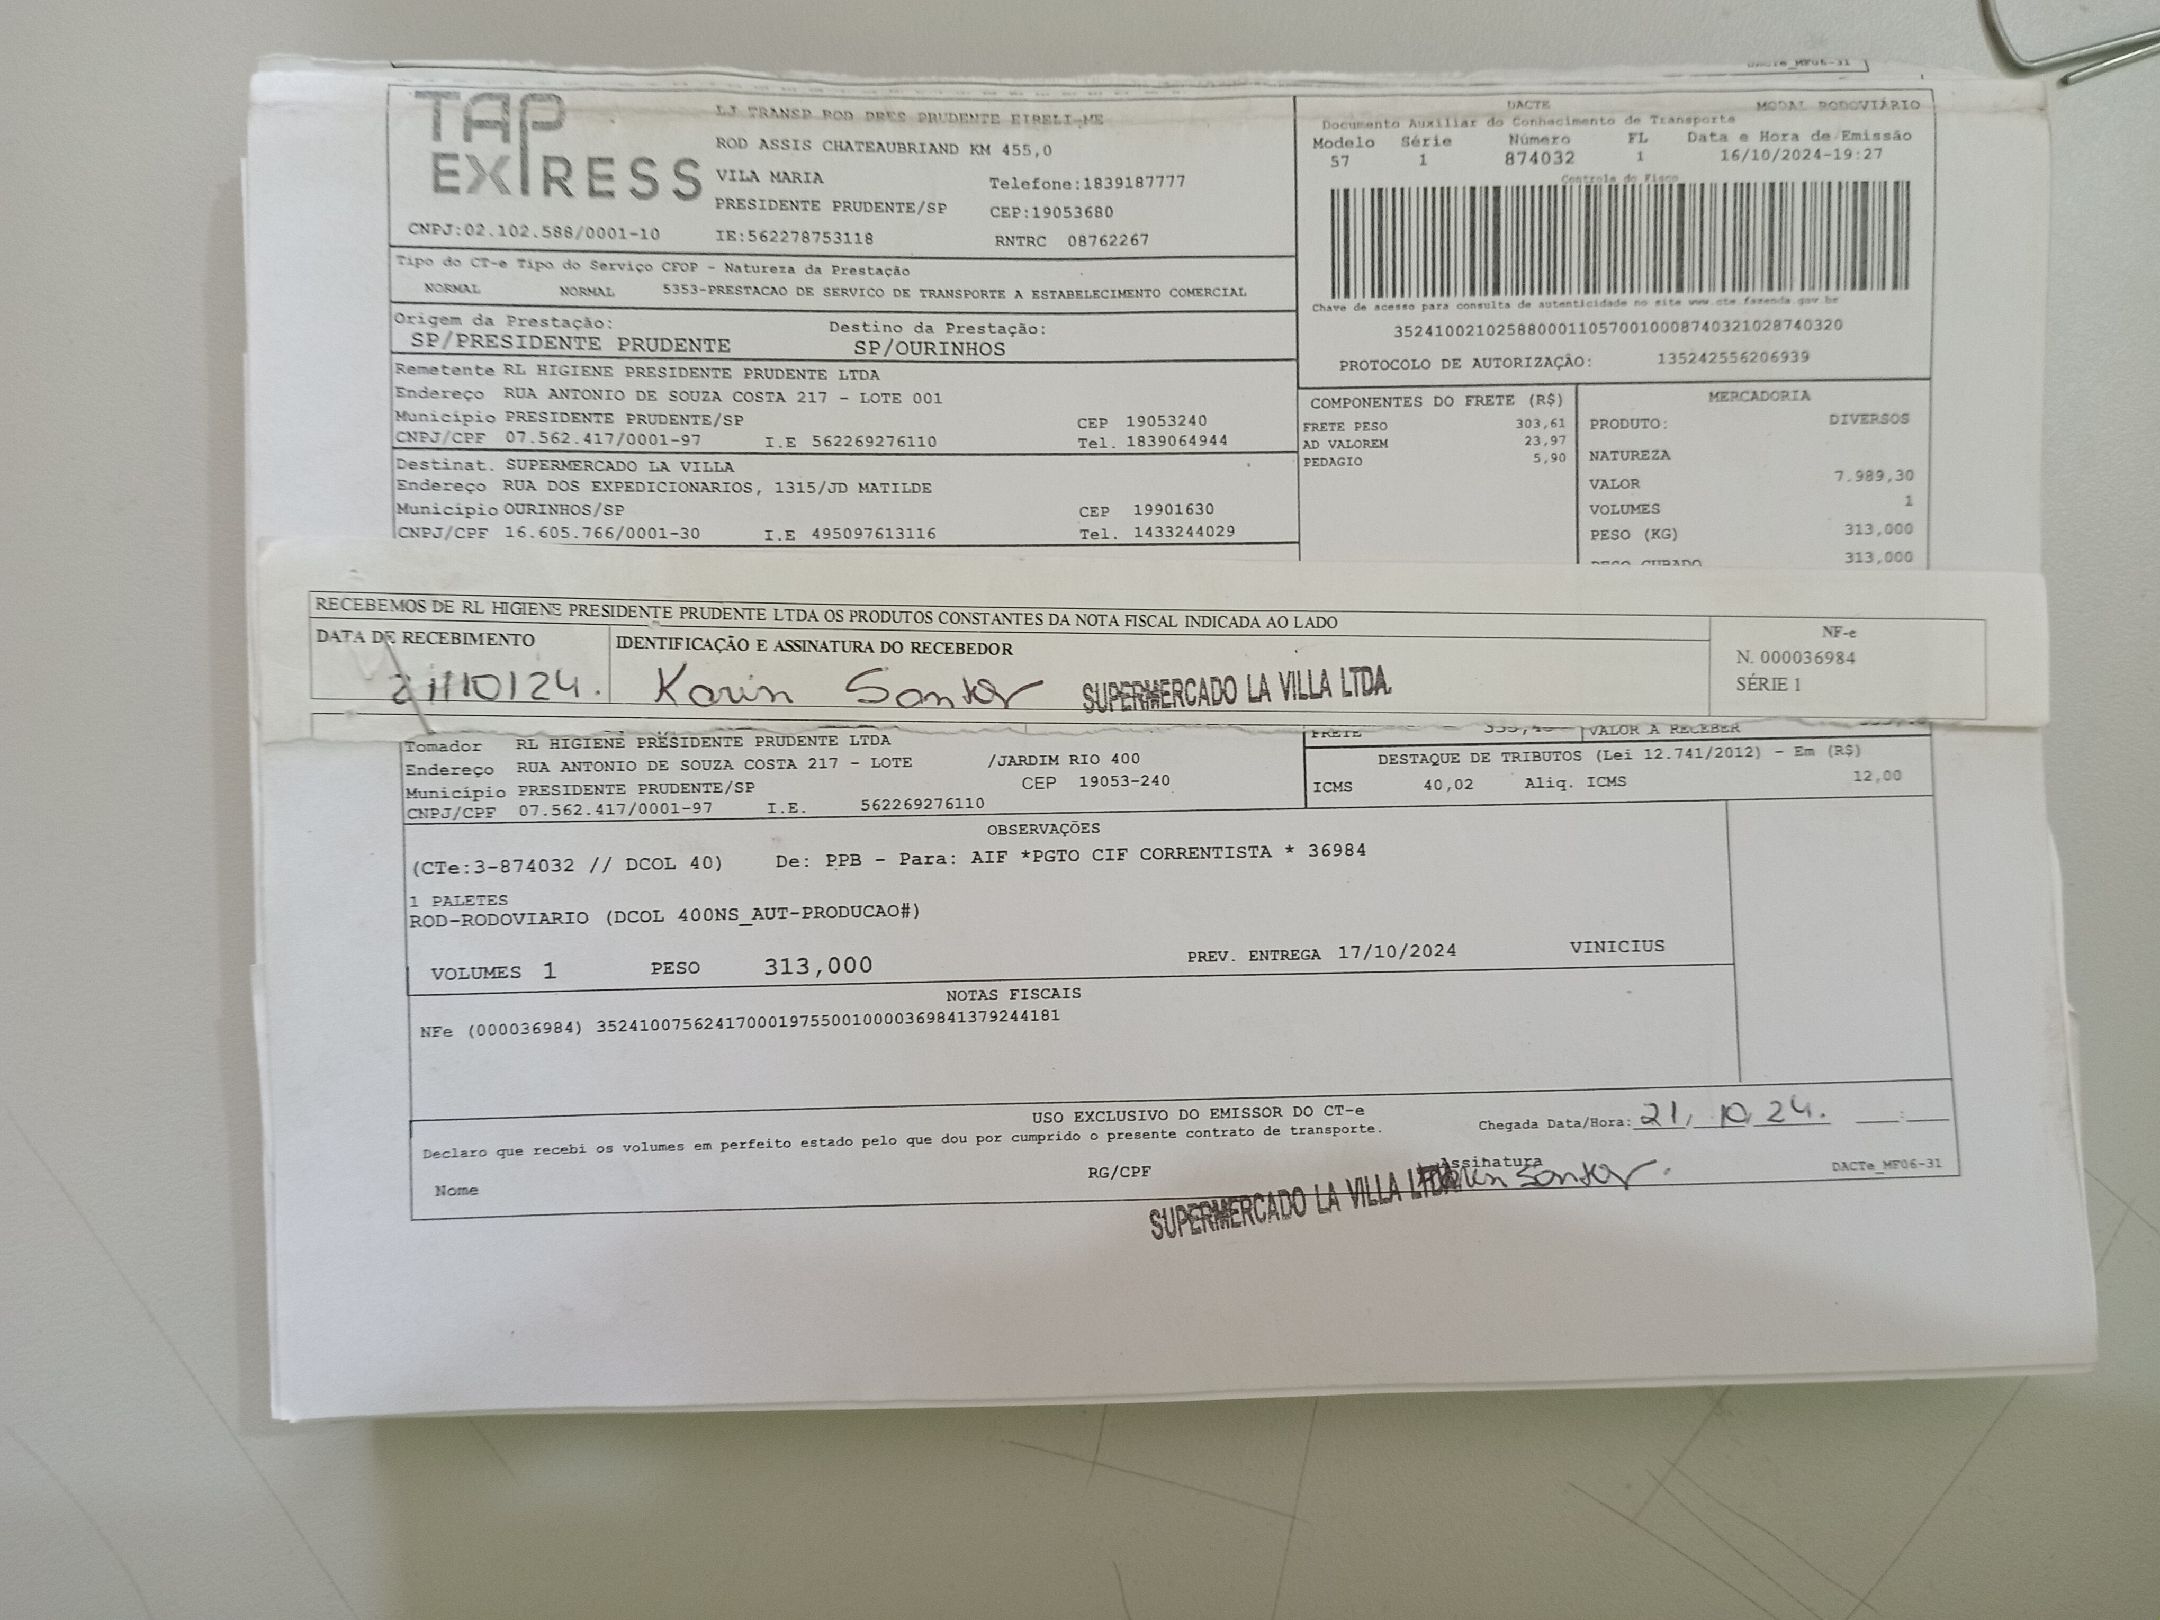 DACTe_MF06-31
TAP
EXPRESS
LJ TRANSP ROD PRES PRUDENTE EIRELI-ME
ROD ASSIS CHATEAUBRIAND KM 455,0
VILA MARIA Telefone:1839187777
PRESIDENTE PRUDENTE/SP CEP:19053680
CNPJ:02.102.588/0001-10 IE:562278753118 RNTRC 08762267
DACTE MODAL RODOVIÁRIO
Documento Auxiliar do Conhecimento de Transporte
Modelo Série Número FL Data e Hora de Emissão
57 1 874032 1 16/10/2024-19:27
Controle do Fisco
Chave de acesso para consulta de autenticidade no site www.cte.fazenda.gov.br
35241002102588000110570010008740321028740320
PROTOCOLO DE AUTORIZAÇÃO: 135242556206939
Tipo do CT-e Tipo do Serviço CFOP - Natureza da Prestação
NORMAL NORMAL 5353-PRESTACAO DE SERVICO DE TRANSPORTE A ESTABELECIMENTO COMERCIAL
Origem da Prestação: Destino da Prestação:
SP/PRESIDENTE PRUDENTE SP/OURINHOS
Remetente RL HIGIENE PRESIDENTE PRUDENTE LTDA
Endereço RUA ANTONIO DE SOUZA COSTA 217 - LOTE 001
Município PRESIDENTE PRUDENTE/SP CEP 19053240
CNPJ/CPF 07.562.417/0001-97 I.E 562269276110 Tel. 1839064944
Destinat. SUPERMERCADO LA VILLA
Endereço RUA DOS EXPEDICIONARIOS, 1315/JD MATILDE
Município OURINHOS/SP CEP 19901630
CNPJ/CPF 16.605.766/0001-30 I.E 495097613116 Tel. 1433244029
COMPONENTES DO FRETE (R$)
FRETE PESO 303,61
AD VALOREM 23,97
PEDAGIO 5,90
MERCADORIA
PRODUTO: DIVERSOS
NATUREZA
VALOR 7.989,30
VOLUMES 1
PESO (KG) 313,000
PESO CUBADO 313,000
RECEBEMOS DE RL HIGIENE PRESIDENTE PRUDENTE LTDA OS PRODUTOS CONSTANTES DA NOTA FISCAL INDICADA AO LADO
DATA DE RECEBIMENTO IDENTIFICAÇÃO E ASSINATURA DO RECEBEDOR
21/10/24. Karin Santos SUPERMERCADO LA VILLA LTDA.
NF-e
N. 000036984
SÉRIE 1
Tomador RL HIGIENE PRESIDENTE PRUDENTE LTDA
Endereço RUA ANTONIO DE SOUZA COSTA 217 - LOTE /JARDIM RIO 400
Município PRESIDENTE PRUDENTE/SP CEP 19053-240
CNPJ/CPF 07.562.417/0001-97 I.E. 562269276110
FRETE VALOR A RECEBER
DESTAQUE DE TRIBUTOS (Lei 12.741/2012) - Em (R$)
ICMS 40,02 Aliq. ICMS 12,00
OBSERVAÇÕES
(CTe:3-874032 // DCOL 40) De: PPB - Para: AIF *PGTO CIF CORRENTISTA * 36984
1 PALETES
ROD-RODOVIARIO (DCOL 400NS_AUT-PRODUCAO#)
VOLUMES 1 PESO 313,000 PREV. ENTREGA 17/10/2024 VINICIUS
NOTAS FISCAIS
NFe (000036984) 35241007562417000197550010000369841379244181
USO EXCLUSIVO DO EMISSOR DO CT-e
Declaro que recebi os volumes em perfeito estado pelo que dou por cumprido o presente contrato de transporte. Chegada Data/Hora: 21, 10, 24. :
Nome RG/CPF Assinatura DACTe_MF06-31
SUPERMERCADO LA VILLA LTDA Karin Santos.